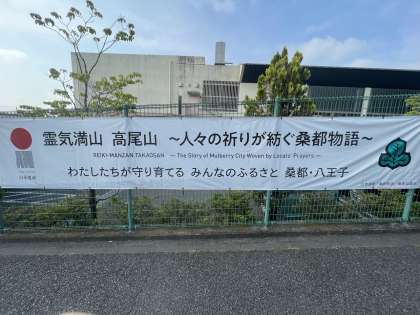 霊気満山 高尾山 ～人々の祈りが紡ぐ桑都物語～
REIKI-MANZAN TAKAOSAN — The Story of Mulberry City Woven by Locals' Prayers —
わたしたちが守り育てる みんなのふるさと 桑都・八王子
日本遺産